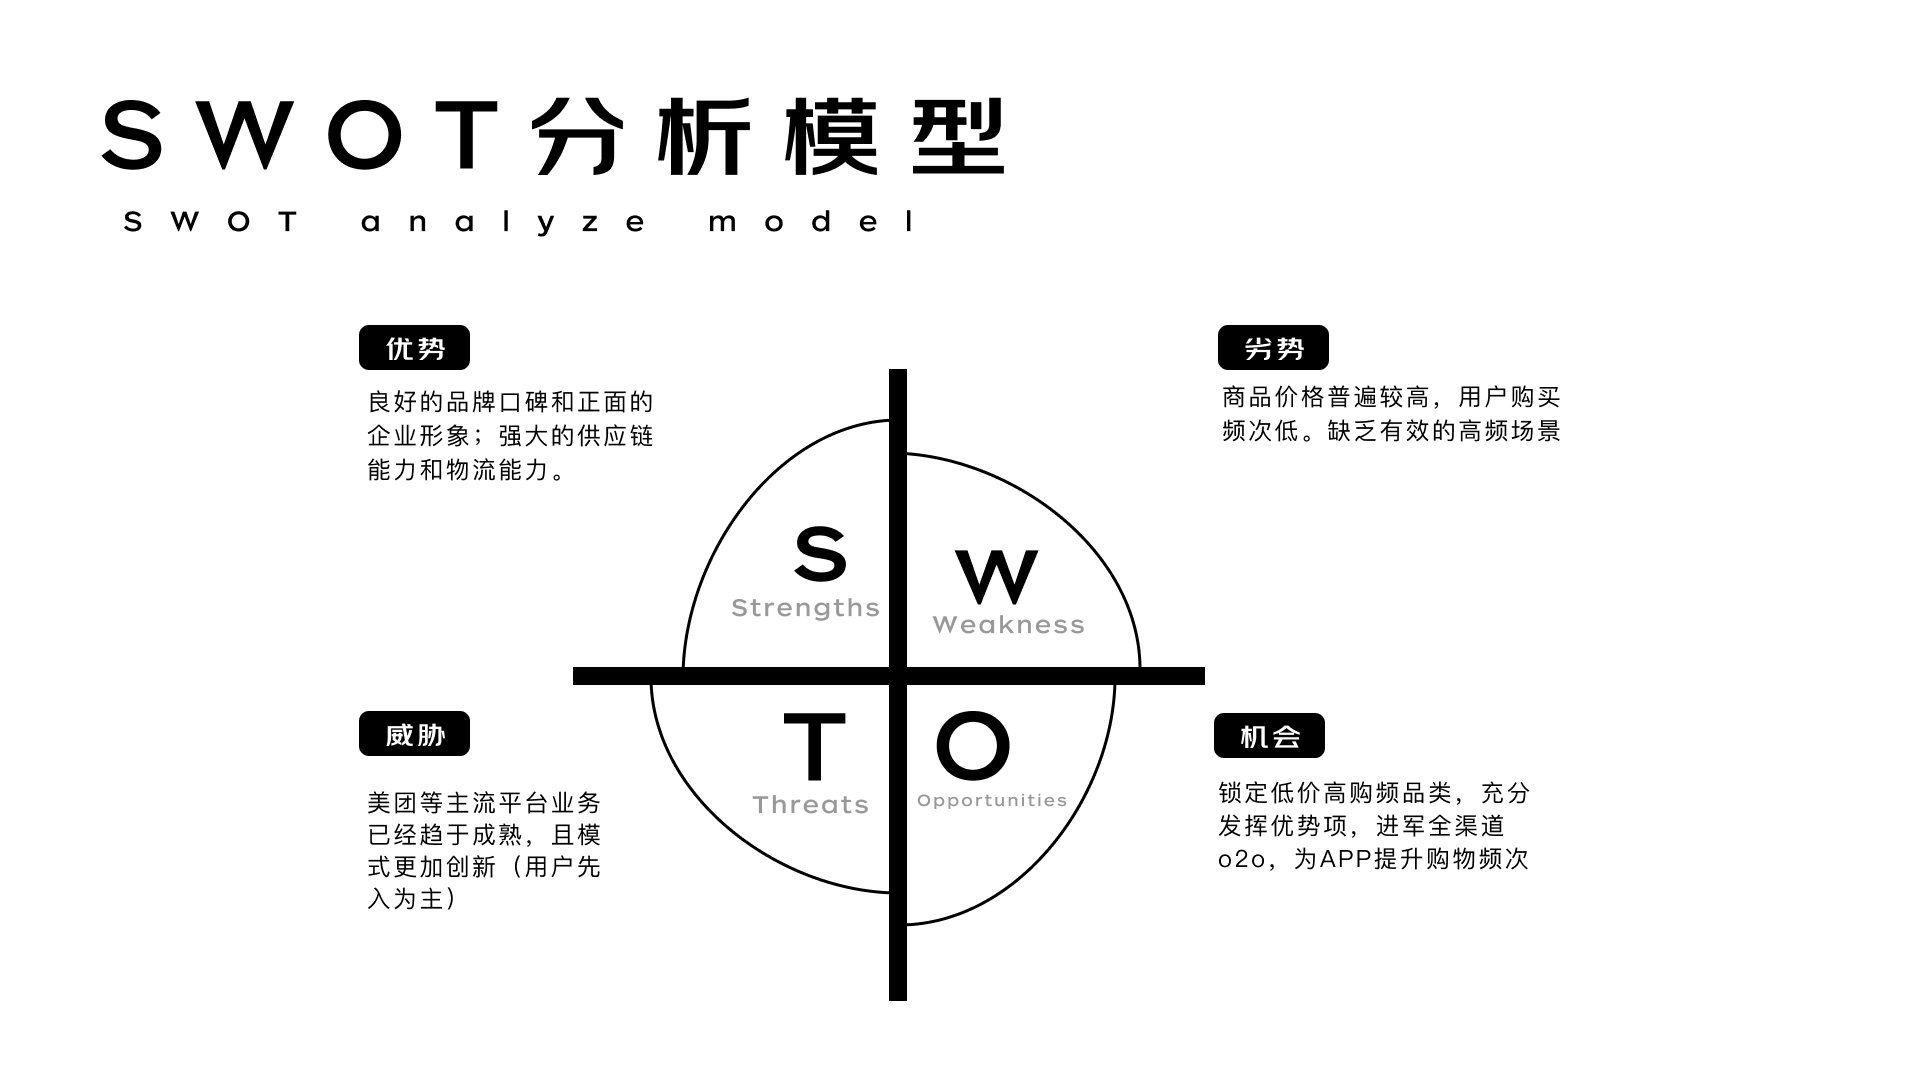 SWOT分析模型
SWOT analyze model
优势
良好的品牌口碑和正面的
企业形象；强大的供应链
能力和物流能力。
劣势
商品价格普遍较高，用户购买
频次低。缺乏有效的高频场景
S
Strengths
W
Weakness
T
Threats
O
Opportunities
威胁
美团等主流平台业务
已经趋于成熟，且模
式更加创新（用户先
入为主）
机会
锁定低价高购频品类，充分
发挥优势项，进军全渠道
o2o，为APP提升购物频次